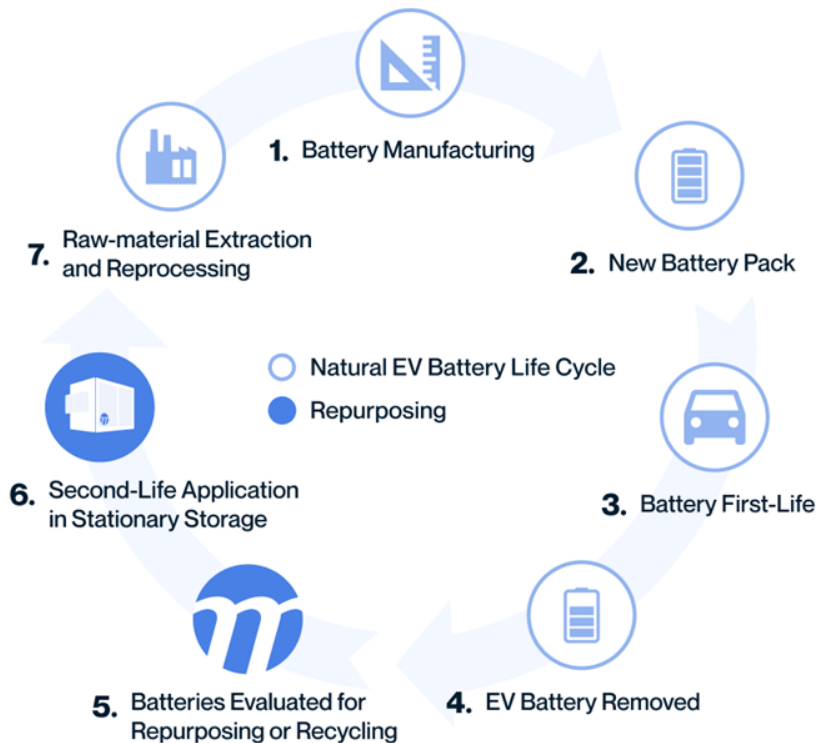 1. Battery Manufacturing
2. New Battery Pack
3. Battery First-Life
4. EV Battery Removed
5. Batteries Evaluated for
Repurposing or Recycling
6. Second-Life Application
in Stationary Storage
7. Raw-material Extraction
and Reprocessing
Natural EV Battery Life Cycle
Repurposing
m
m